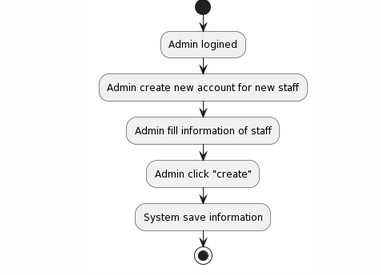 Admin logined
Admin create new account for new staff
Admin fill information of staff
Admin click "create"
System save information